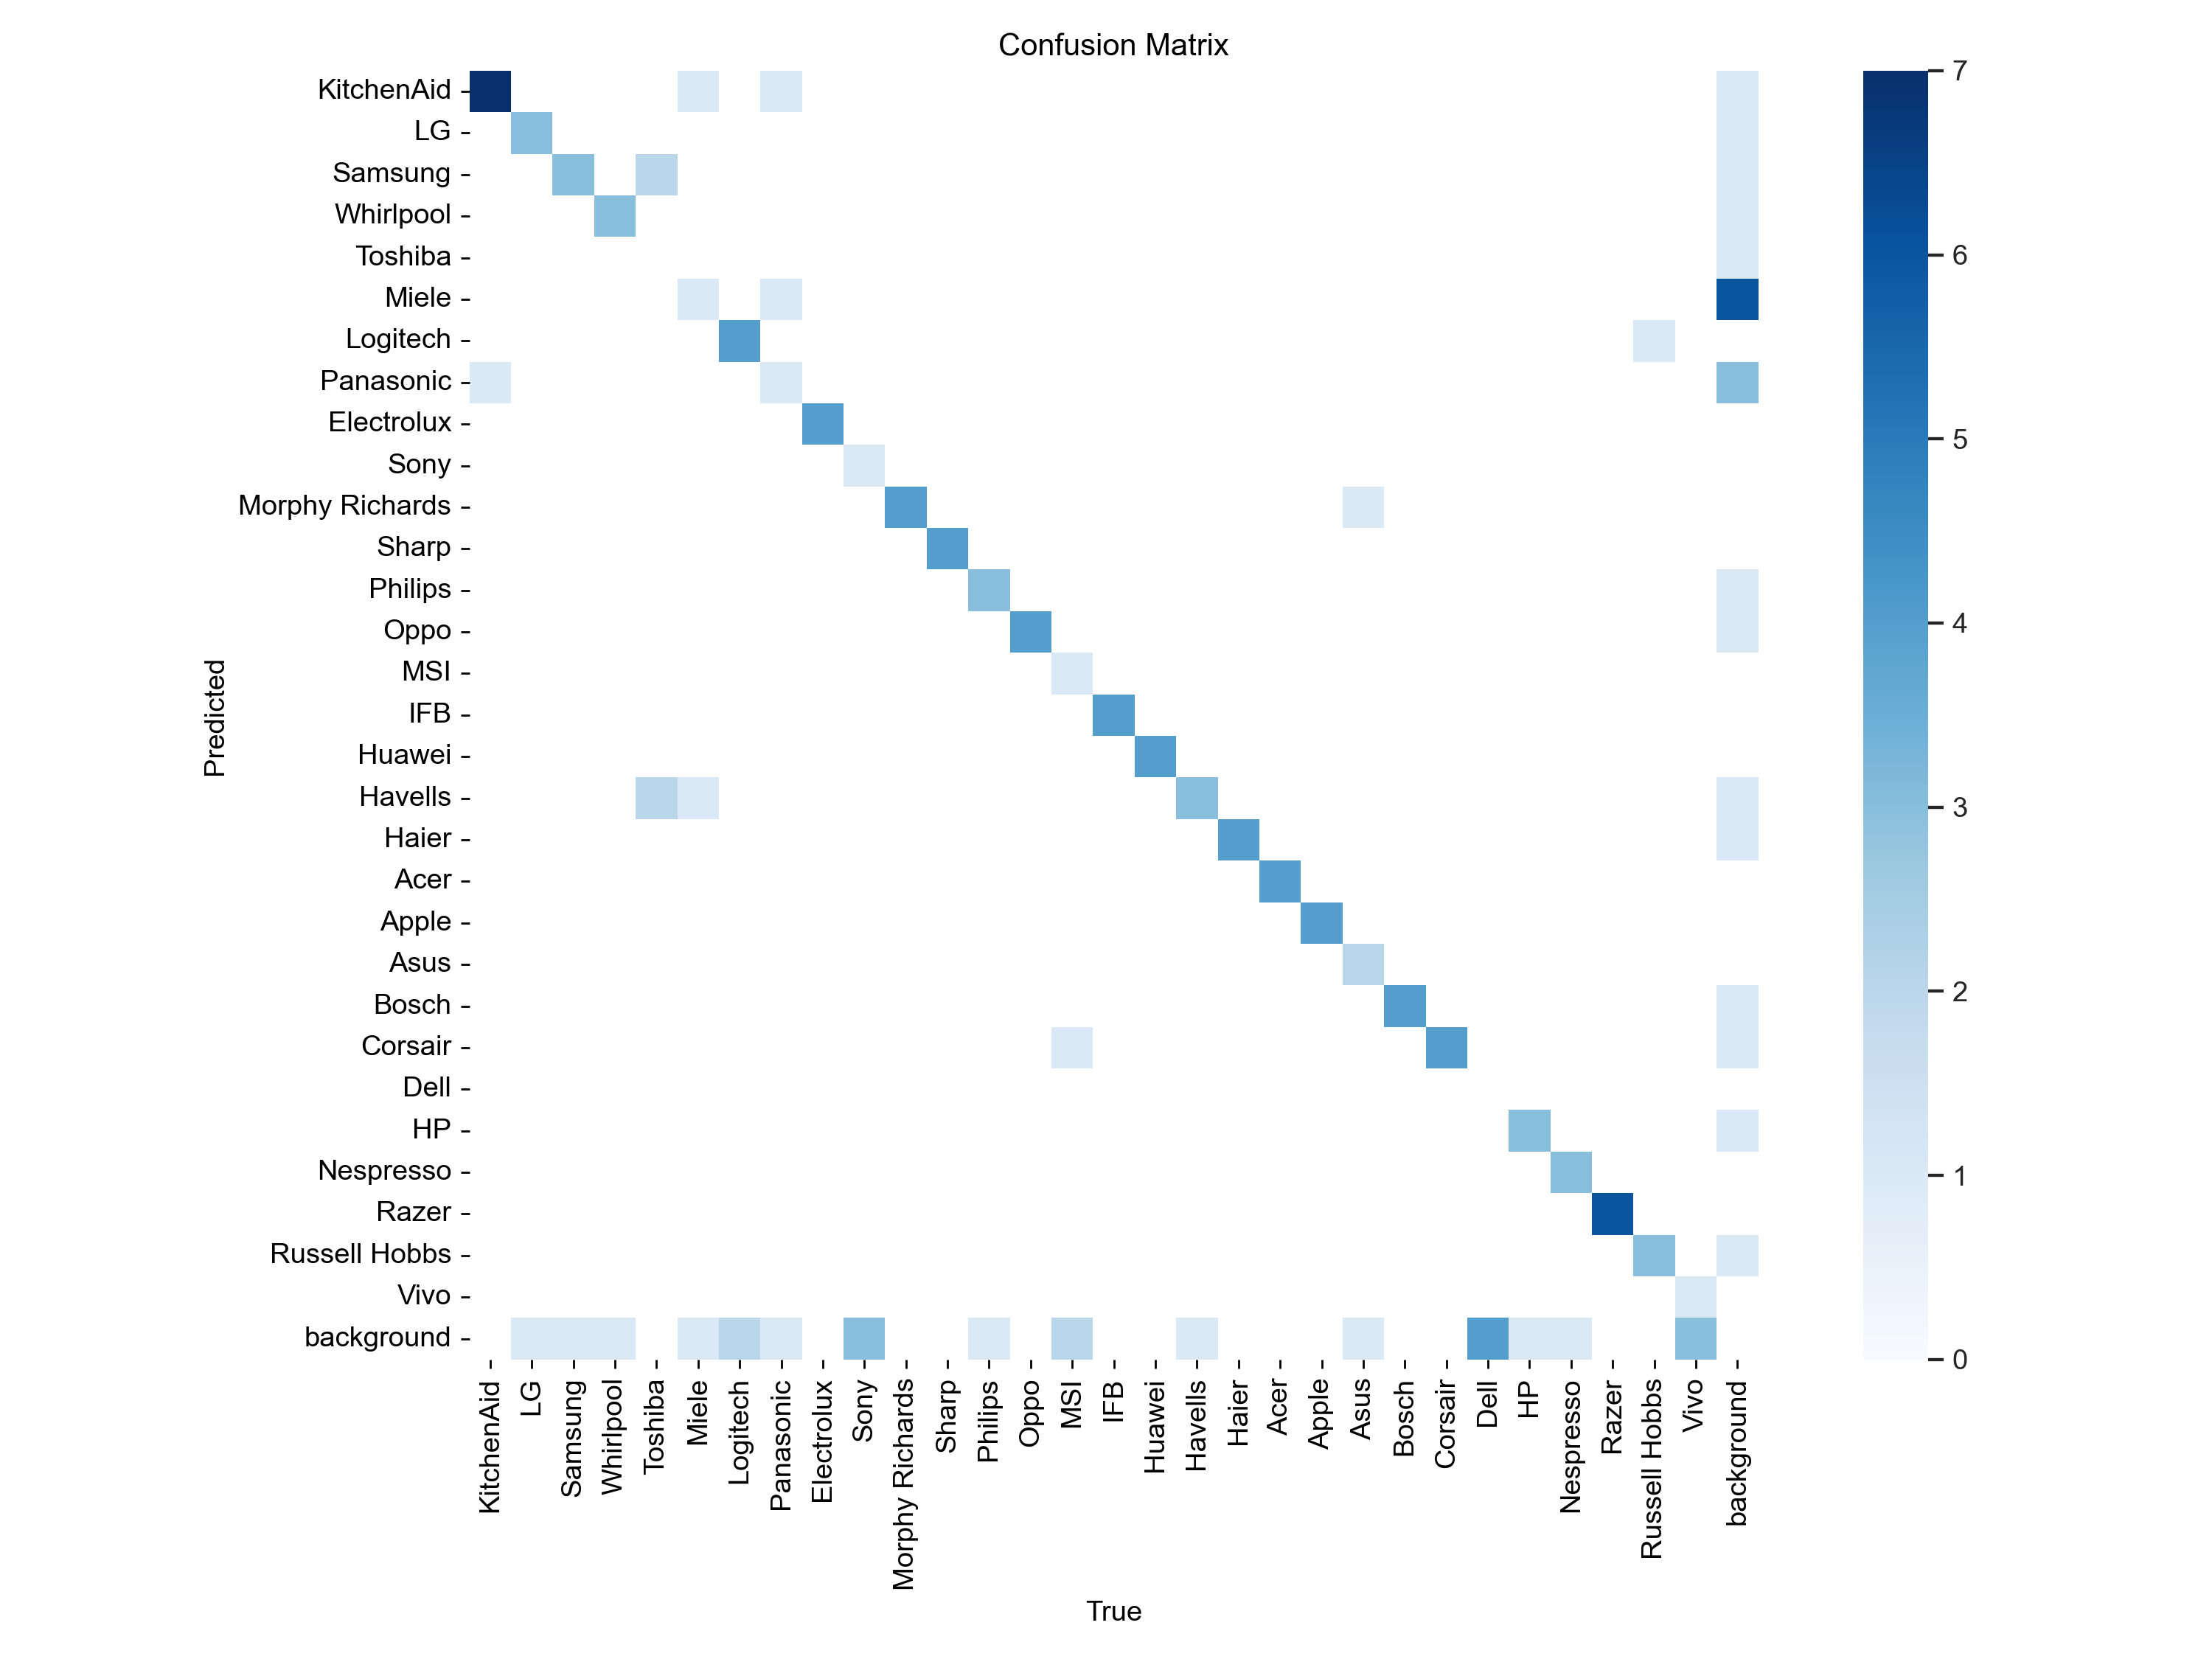 Confusion Matrix
KitchenAid
LG
Samsung
Whirlpool
Toshiba
Miele
Logitech
Panasonic
Electrolux
Sony
Morphy Richards
Sharp
Philips
Oppo
MSI
IFB
Huawei
Havells
Haier
Acer
Apple
Asus
Bosch
Corsair
Dell
HP
Nespresso
Razer
Russell Hobbs
Vivo
background
Predicted
KitchenAid
LG
Samsung
Whirlpool
Toshiba
Miele
Logitech
Panasonic
Electrolux
Sony
Morphy Richards
Sharp
Philips
Oppo
MSI
IFB
Huawei
Havells
Haier
Acer
Apple
Asus
Bosch
Corsair
Dell
HP
Nespresso
Razer
Russell Hobbs
Vivo
background
True
7
6
5
4
3
2
1
0